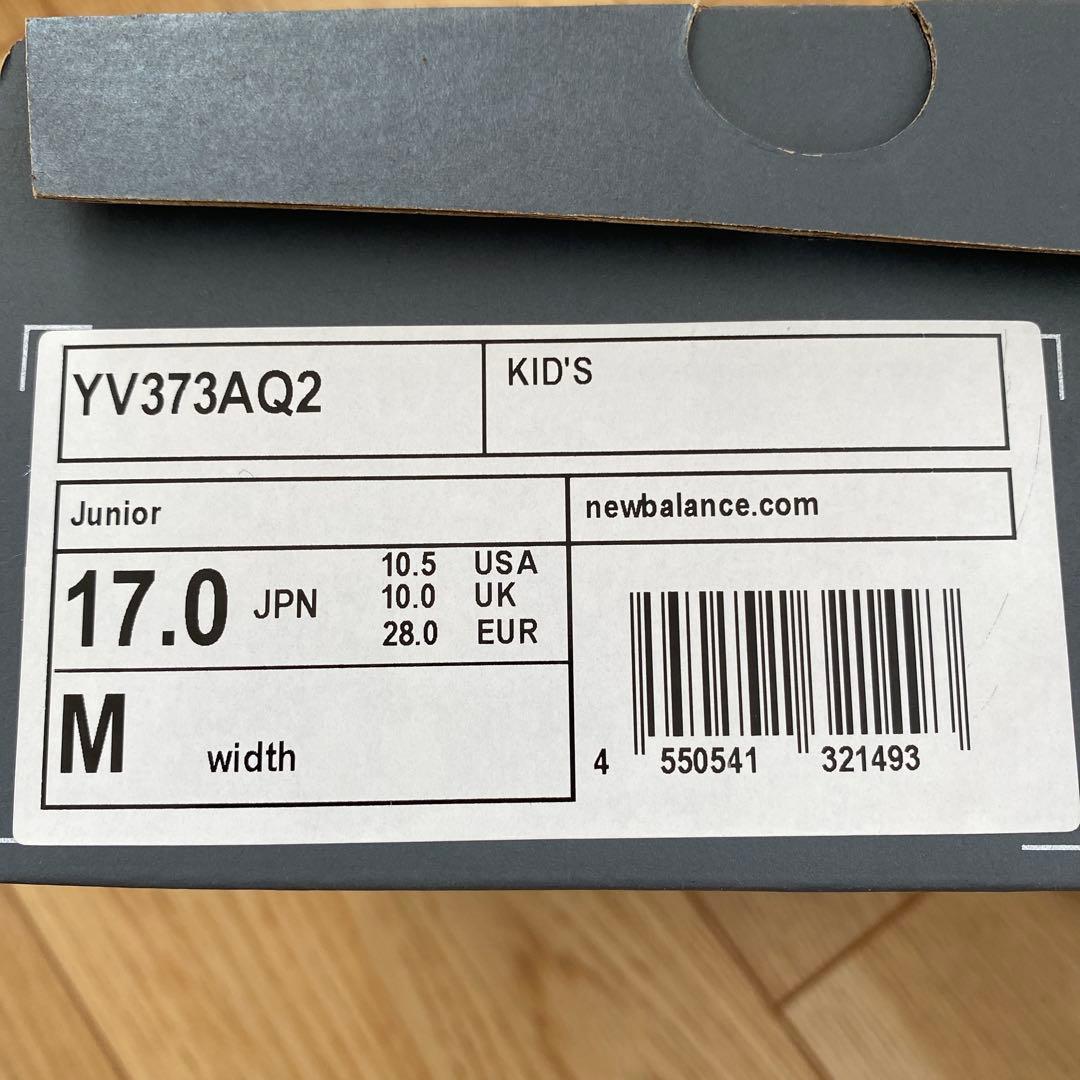 YV373AQ2
KID'S
Junior
newbalance.com
17.0 JPN
10.5 USA
10.0 UK
28.0 EUR
M width
4 550541 321493